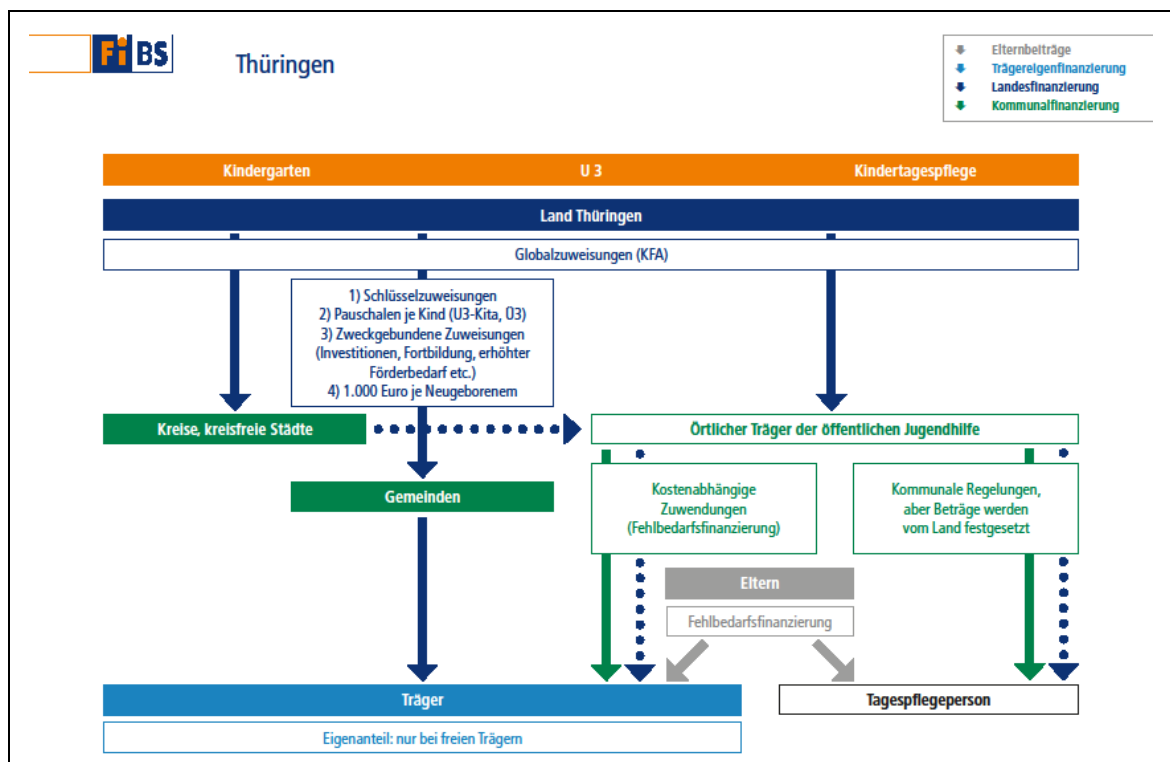 FiBS
Thüringen
Elternbeiträge
Trägereigenfinanzierung
Landesfinanzierung
Kommunalfinanzierung
Kindergarten
U 3
Kindertagespflege
Land Thüringen
Globalzuweisungen (KFA)
1) Schlüsselzuweisungen
2) Pauschalen je Kind (U3-Kita, Ü3)
3) Zweckgebundene Zuweisungen
(Investitionen, Fortbildung, erhöhter
Förderbedarf etc.)
4) 1.000 Euro je Neugeborenem
Kreise, kreisfreie Städte
Örtlicher Träger der öffentlichen Jugendhilfe
Gemeinden
Kostenabhängige
Zuwendungen
(Fehlbedarfsfinanzierung)
Kommunale Regelungen,
aber Beträge werden
vom Land festgesetzt
Eltern
Fehlbedarfsfinanzierung
Träger
Eigenanteil: nur bei freien Trägern
Tagespflegeperson